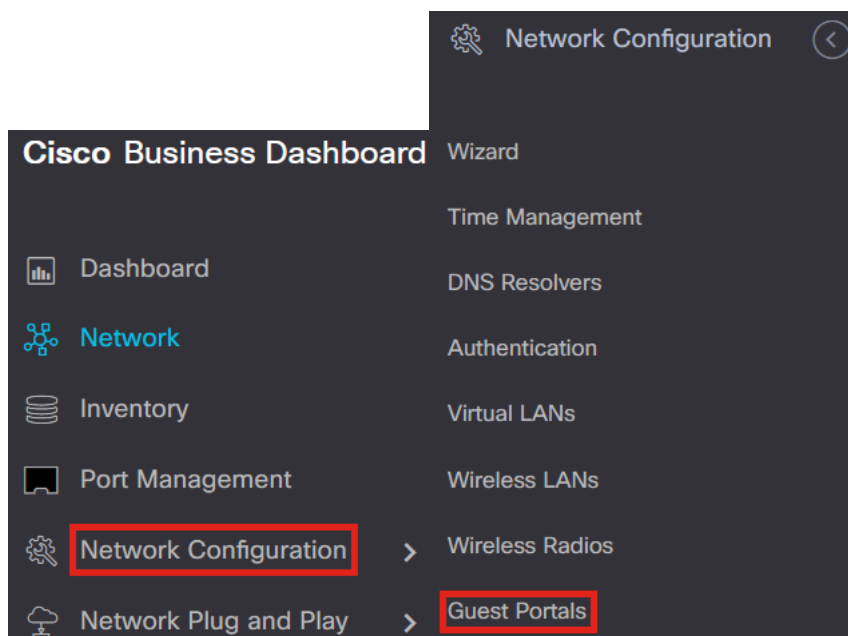 Cisco Business Dashboard
Dashboard
Network
Inventory
Port Management
Network Configuration
Network Plug and Play
Network Configuration
Wizard
Time Management
DNS Resolvers
Authentication
Virtual LANs
Wireless LANs
Wireless Radios
Guest Portals